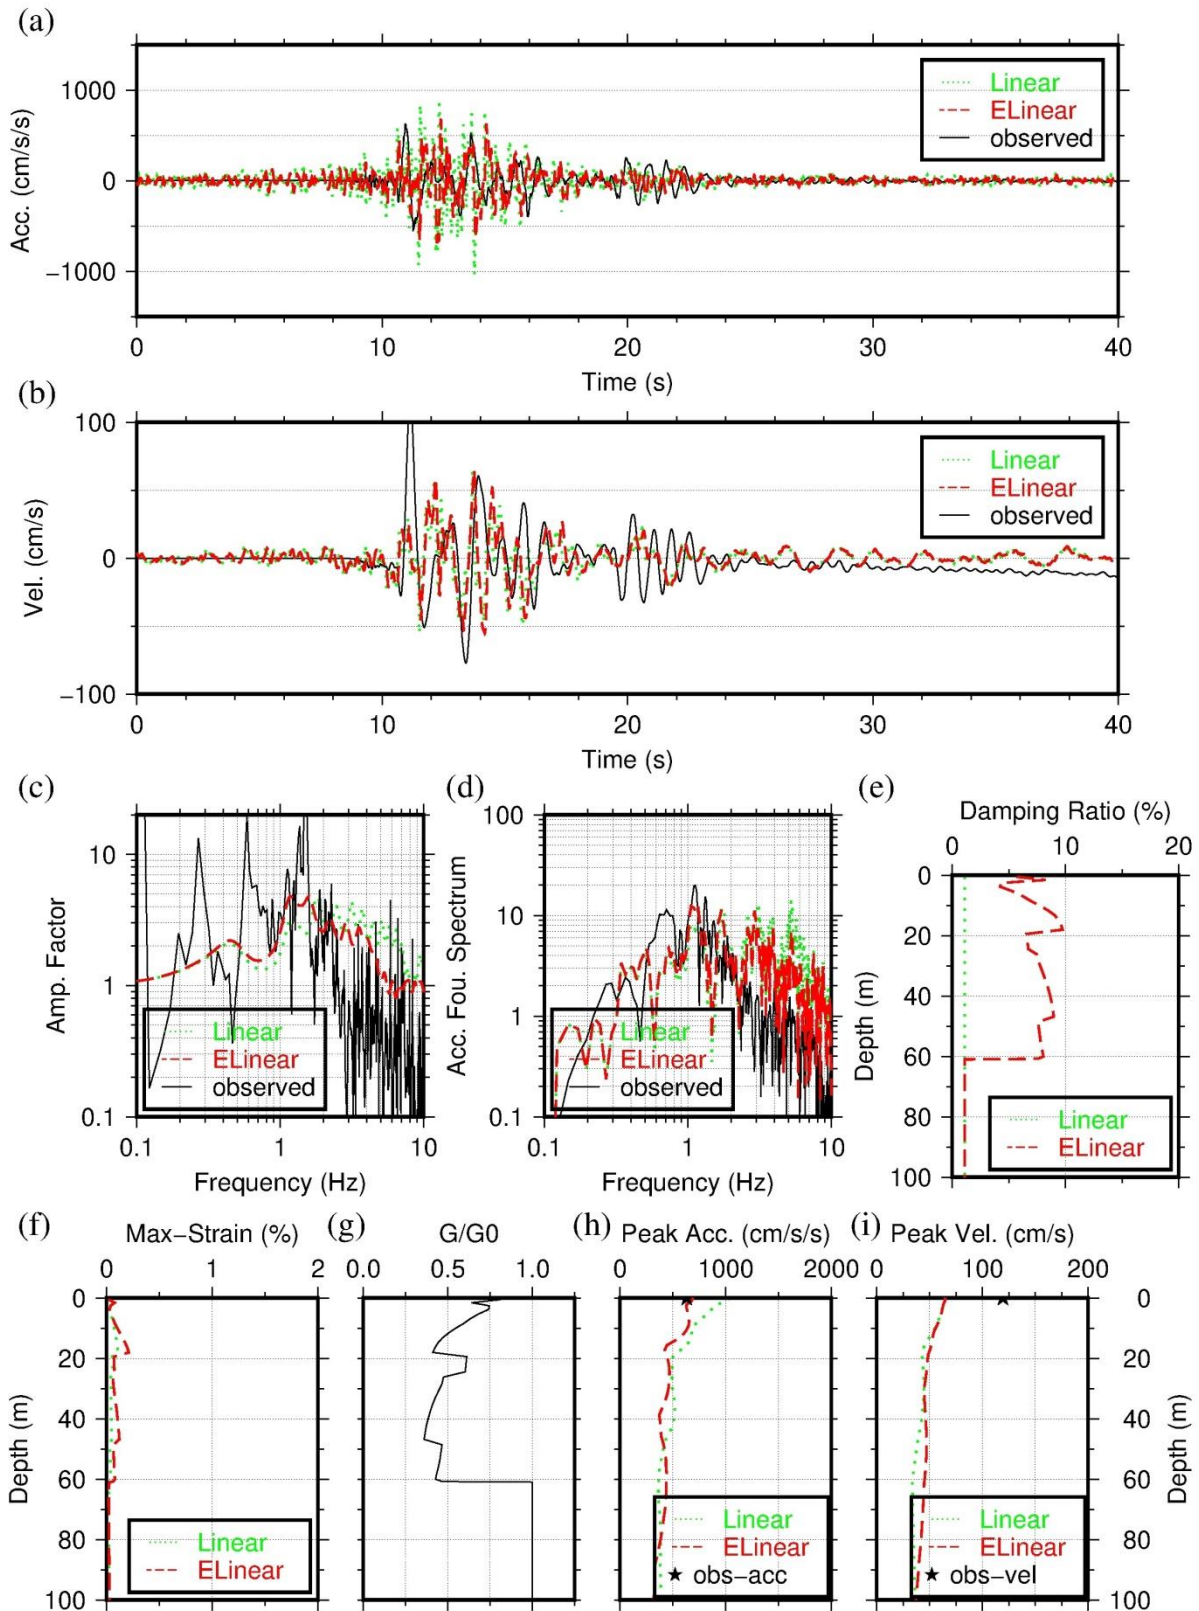 (a)
1000
0
−1000
Acc. (cm/s/s)
Linear
ELinear
observed
0 10 20 30 40
Time (s)
(b)
100
0
−100
Vel. (cm/s)
Linear
ELinear
observed
0 10 20 30 40
Time (s)
(c)
10
1
0.1
Amp. Factor
Linear
ELinear
observed
0.1 1 10
Frequency (Hz)
(d)
100
10
1
0.1
Acc. Fou. Spectrum
Linear
ELinear
observed
0.1 1 10
Frequency (Hz)
(e)
Damping Ratio (%)
0 10 20
0
20
40
60
80
100
Depth (m)
Linear
ELinear
(f)
Max−Strain (%)
0 1 2
0
20
40
60
80
100
Depth (m)
Linear
ELinear
(g)
G/G0
0.0 0.5 1.0
(h)
Peak Acc. (cm/s/s)
0 1000 2000
Linear
ELinear
obs−acc
(i)
Peak Vel. (cm/s)
0 100 200
0
20
40
60
80
100
Depth (m)
Linear
ELinear
obs−vel